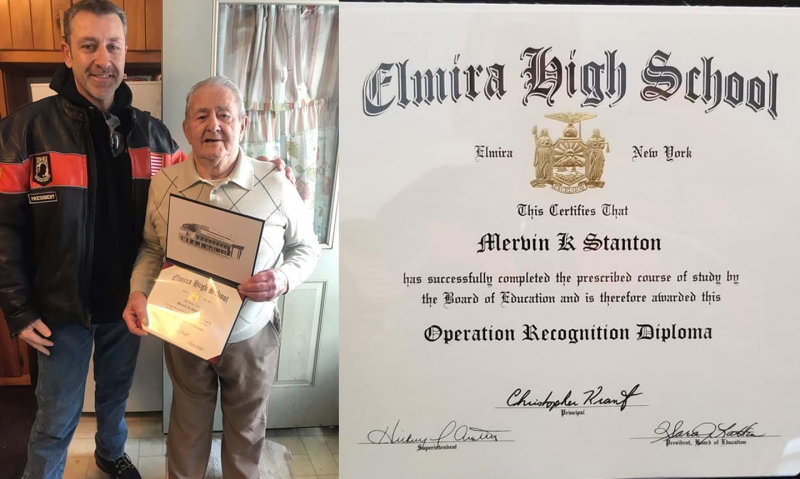 PRESIDENT
Elmira High School
Elmira High School
Elmira New York
EXCELSIOR
This Certifies That
Mervin K Stanton
has successfully completed the prescribed course of study by
the Board of Education and is therefore awarded this
Operation Recognition Diploma
Christopher Krantz
Principal
Superintendent
President, Board of Education